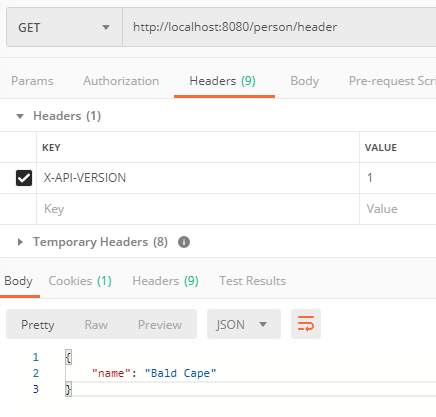 GET http://localhost:8080/person/header
Params Authorization Headers (9) Body Pre-request Scri
Headers (1)
KEY VALUE
X-API-VERSION 1
Key Value
Temporary Headers (8)
Body Cookies (1) Headers (9) Test Results
Pretty Raw Preview JSON
1 {
2 "name": "Bald Cape"
3 }